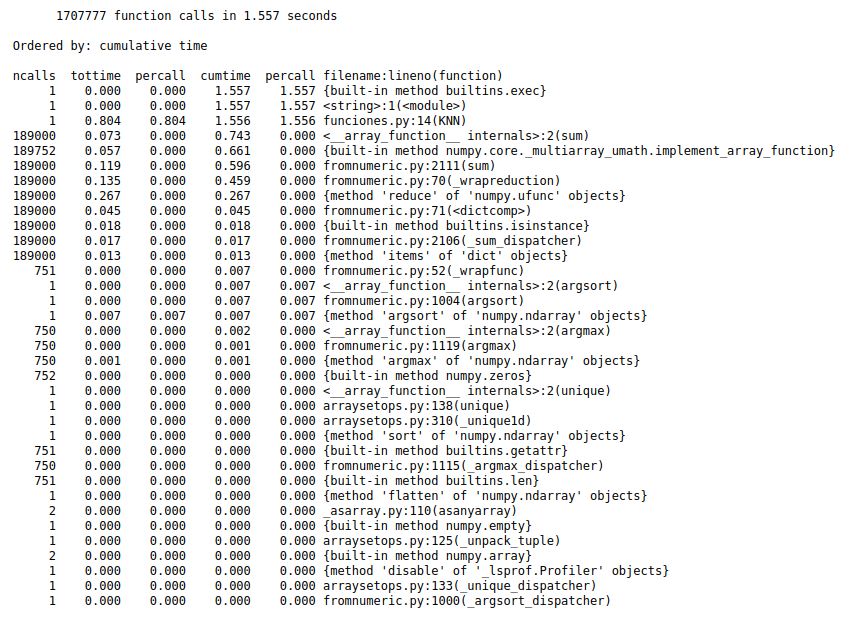 1707777 function calls in 1.557 seconds
Ordered by: cumulative time
ncalls  tottime  percall  cumtime  percall filename:lineno(function)
1    0.000    0.000    1.557    1.557 {built-in method builtins.exec}
1    0.000    0.000    1.557    1.557 <string>:1(<module>)
1    0.804    0.804    1.556    1.556 funciones.py:14(KNN)
189000    0.073    0.000    0.743    0.000 <__array_function__ internals>:2(sum)
189752    0.057    0.000    0.661    0.000 {built-in method numpy.core._multiarray_umath.implement_array_function}
189000    0.119    0.000    0.596    0.000 fromnumeric.py:2111(sum)
189000    0.135    0.000    0.459    0.000 fromnumeric.py:70(_wrapreduction)
189000    0.267    0.000    0.267    0.000 {method 'reduce' of 'numpy.ufunc' objects}
189000    0.045    0.000    0.045    0.000 fromnumeric.py:71(<dictcomp>)
189000    0.018    0.000    0.018    0.000 {built-in method builtins.isinstance}
189000    0.017    0.000    0.017    0.000 fromnumeric.py:2106(_sum_dispatcher)
189000    0.013    0.000    0.013    0.000 {method 'items' of 'dict' objects}
751    0.000    0.000    0.007    0.000 fromnumeric.py:52(_wrapfunc)
1    0.000    0.000    0.007    0.007 <__array_function__ internals>:2(argsort)
1    0.000    0.000    0.007    0.007 fromnumeric.py:1004(argsort)
1    0.007    0.007    0.007    0.007 {method 'argsort' of 'numpy.ndarray' objects}
750    0.000    0.000    0.002    0.000 <__array_function__ internals>:2(argmax)
750    0.000    0.000    0.001    0.000 fromnumeric.py:1119(argmax)
750    0.001    0.000    0.001    0.000 {method 'argmax' of 'numpy.ndarray' objects}
752    0.000    0.000    0.000    0.000 {built-in method numpy.zeros}
1    0.000    0.000    0.000    0.000 <__array_function__ internals>:2(unique)
1    0.000    0.000    0.000    0.000 arraysetops.py:138(unique)
1    0.000    0.000    0.000    0.000 arraysetops.py:310(_unique1d)
1    0.000    0.000    0.000    0.000 {method 'sort' of 'numpy.ndarray' objects}
751    0.000    0.000    0.000    0.000 {built-in method builtins.getattr}
750    0.000    0.000    0.000    0.000 fromnumeric.py:1115(_argmax_dispatcher)
751    0.000    0.000    0.000    0.000 {built-in method builtins.len}
1    0.000    0.000    0.000    0.000 {method 'flatten' of 'numpy.ndarray' objects}
2    0.000    0.000    0.000    0.000 _asarray.py:110(asanyarray)
1    0.000    0.000    0.000    0.000 {built-in method numpy.empty}
1    0.000    0.000    0.000    0.000 arraysetops.py:125(_unpack_tuple)
2    0.000    0.000    0.000    0.000 {built-in method numpy.array}
1    0.000    0.000    0.000    0.000 {method 'disable' of '_lsprof.Profiler' objects}
1    0.000    0.000    0.000    0.000 arraysetops.py:133(_unique_dispatcher)
1    0.000    0.000    0.000    0.000 fromnumeric.py:1000(_argsort_dispatcher)